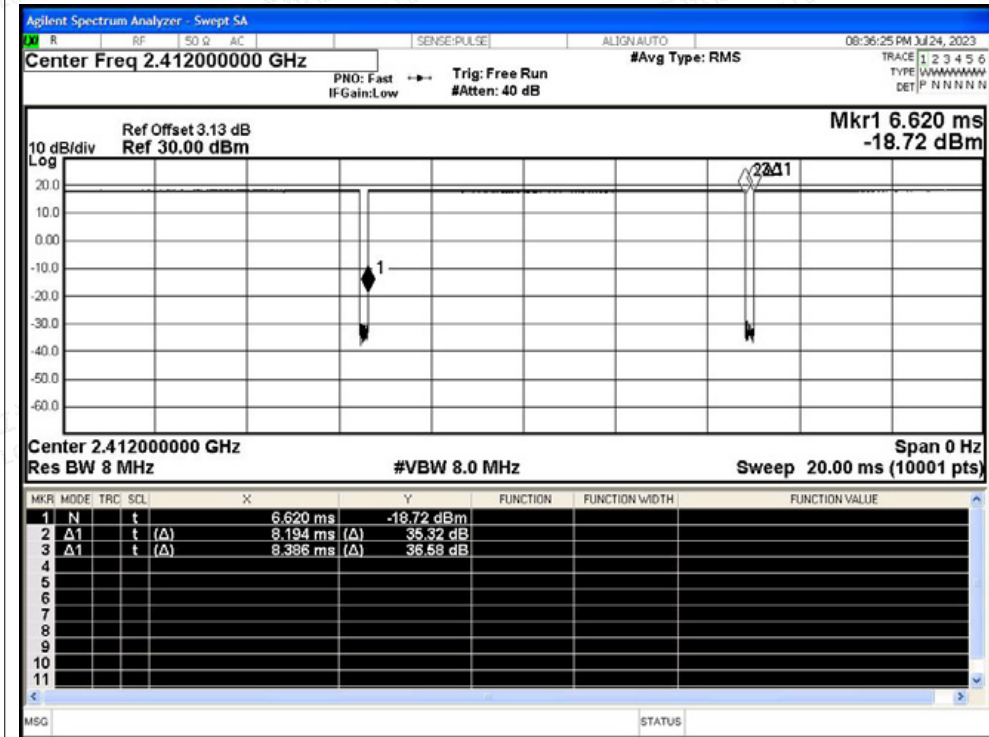 Agilent Spectrum Analyzer - Swept SA
R RF 50 Ω AC SENSE:PULSE ALIGN AUTO 08:36:25 PM Jul 24, 2023
Center Freq 2.412000000 GHz #Avg Type: RMS TRACE 1 2 3 4 5 6
PNO: Fast Trig: Free Run TYPE WWWWWW
IFGain:Low #Atten: 40 dB DET P N N N N N
Mkr1 6.620 ms
Ref Offset 3.13 dB
10 dB/div Ref 30.00 dBm -18.72 dBm
Log
2Δ1
20.0
10.0
0.00
-10.0 1
-20.0
-30.0
-40.0
-50.0
-60.0
Center 2.412000000 GHz Span 0 Hz
Res BW 8 MHz #VBW 8.0 MHz Sweep 20.00 ms (10001 pts)
MKR MODE TRC SCL X Y FUNCTION FUNCTION WIDTH FUNCTION VALUE
1 N t 6.620 ms -18.72 dBm
2 Δ1 t (Δ) 8.194 ms (Δ) 35.32 dB
3 Δ1 t (Δ) 8.386 ms (Δ) 36.58 dB
4
5
6
7
8
9
10
11
MSG STATUS